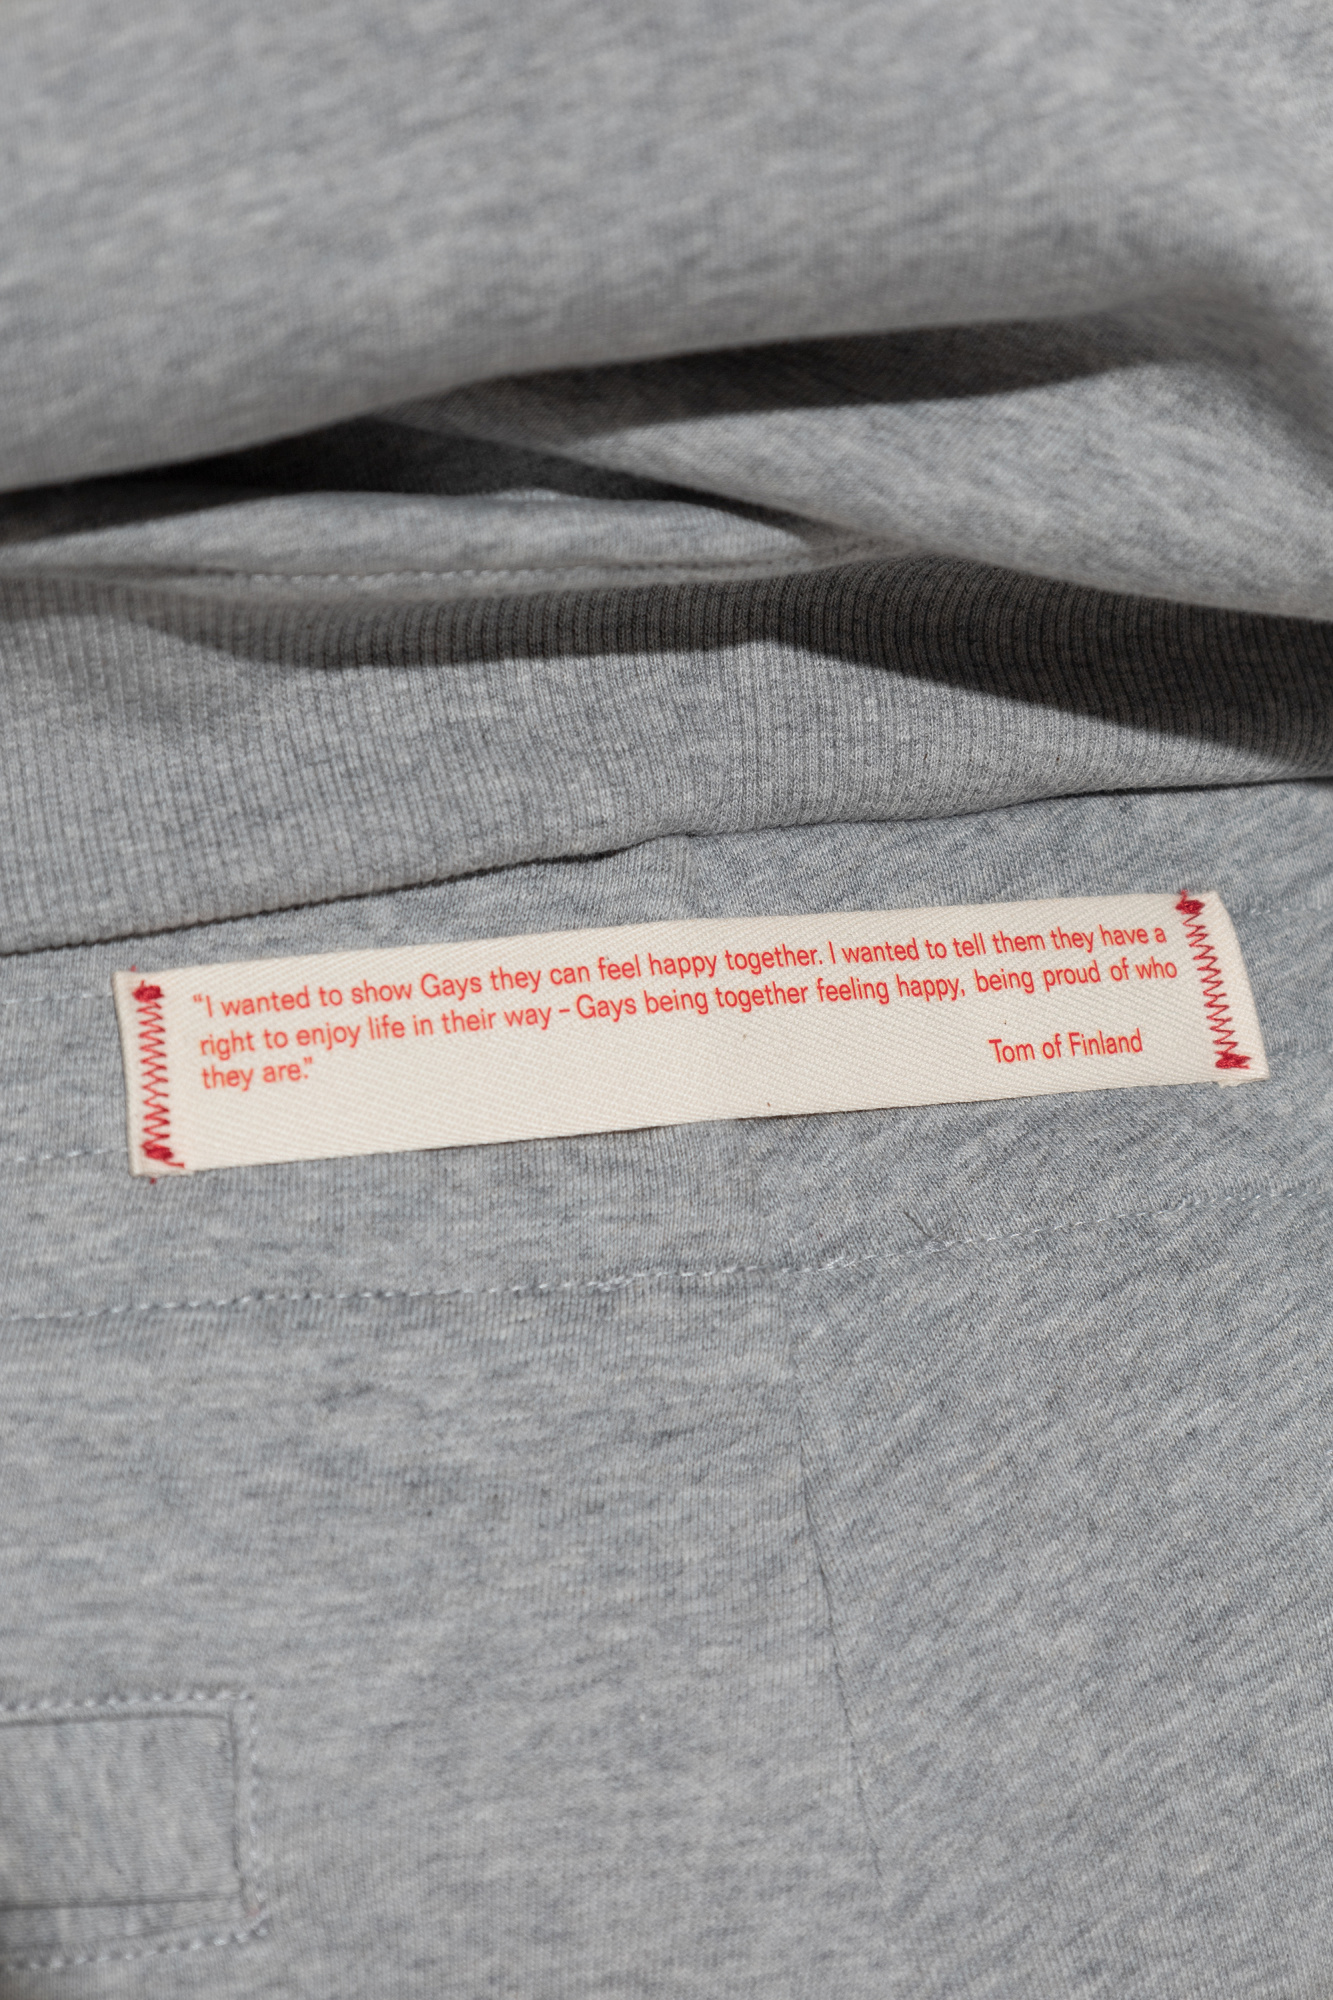 “I wanted to show Gays they can feel happy together. I wanted to tell them they have a
right to enjoy life in their way – Gays being together feeling happy, being proud of who
they are.”
Tom of Finland